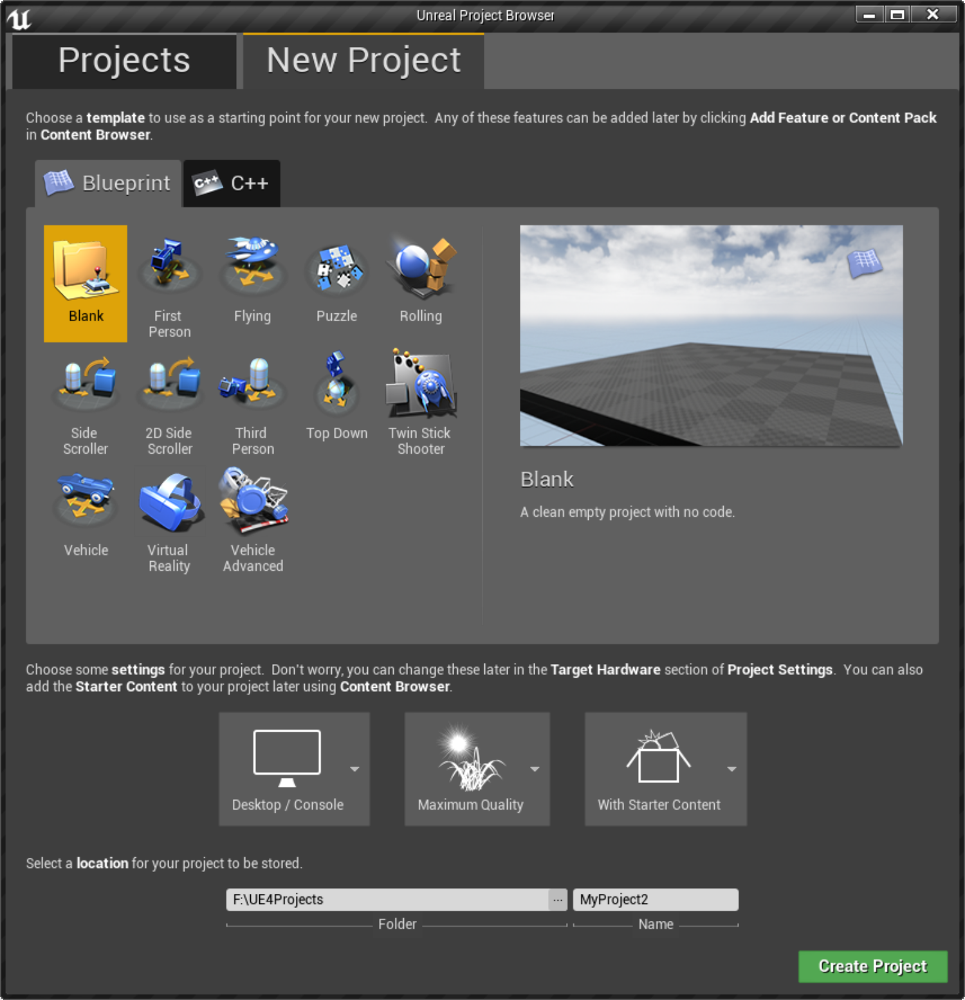 Unreal Project Browser
Projects
New Project
Choose a template to use as a starting point for your new project. Any of these features can be added later by clicking Add Feature or Content Pack
in Content Browser.
Blueprint
C++
C++
Blank
First
Person
Flying
Puzzle
Rolling
Side
Scroller
2D Side
Scroller
Third
Person
Top Down
Twin Stick
Shooter
Vehicle
Virtual
Reality
Vehicle
Advanced
Blank
A clean empty project with no code.
Choose some settings for your project. Don't worry, you can change these later in the Target Hardware section of Project Settings. You can also
add the Starter Content to your project later using Content Browser.
Desktop / Console
Maximum Quality
With Starter Content
Select a location for your project to be stored.
F:\UE4Projects
...
MyProject2
Folder
Name
Create Project